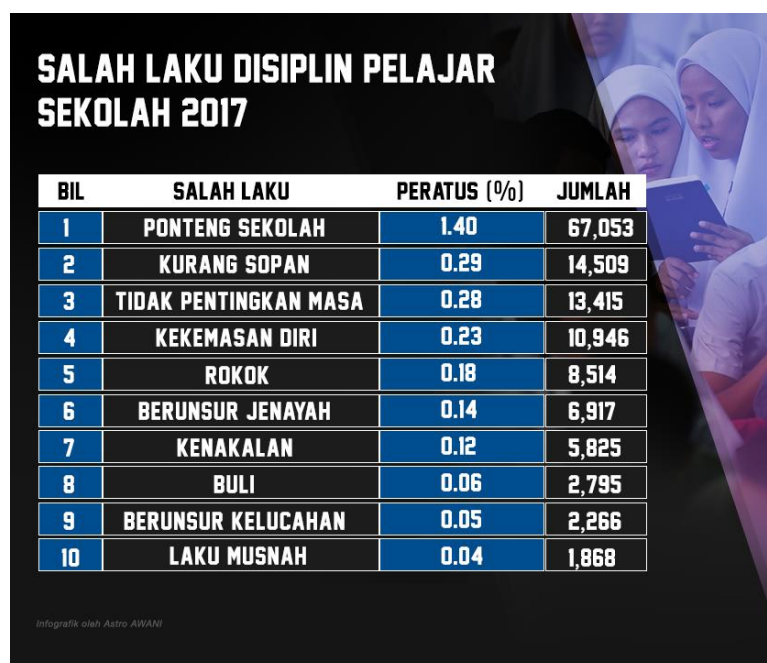 SALAH LAKU DISIPLIN PELAJAR
SEKOLAH 2017
BIL SALAH LAKU PERATUS (%) JUMLAH
1 PONTENG SEKOLAH 1.40 67,053
2 KURANG SOPAN 0.29 14,509
3 TIDAK PENTINGKAN MASA 0.28 13,415
4 KEKEMASAN DIRI 0.23 10,946
5 ROKOK 0.18 8,514
6 BERUNSUR JENAYAH 0.14 6,917
7 KENAKALAN 0.12 5,825
8 BULI 0.06 2,795
9 BERUNSUR KELUCAHAN 0.05 2,266
10 LAKU MUSNAH 0.04 1,868
Infografik oleh Astro AWANI